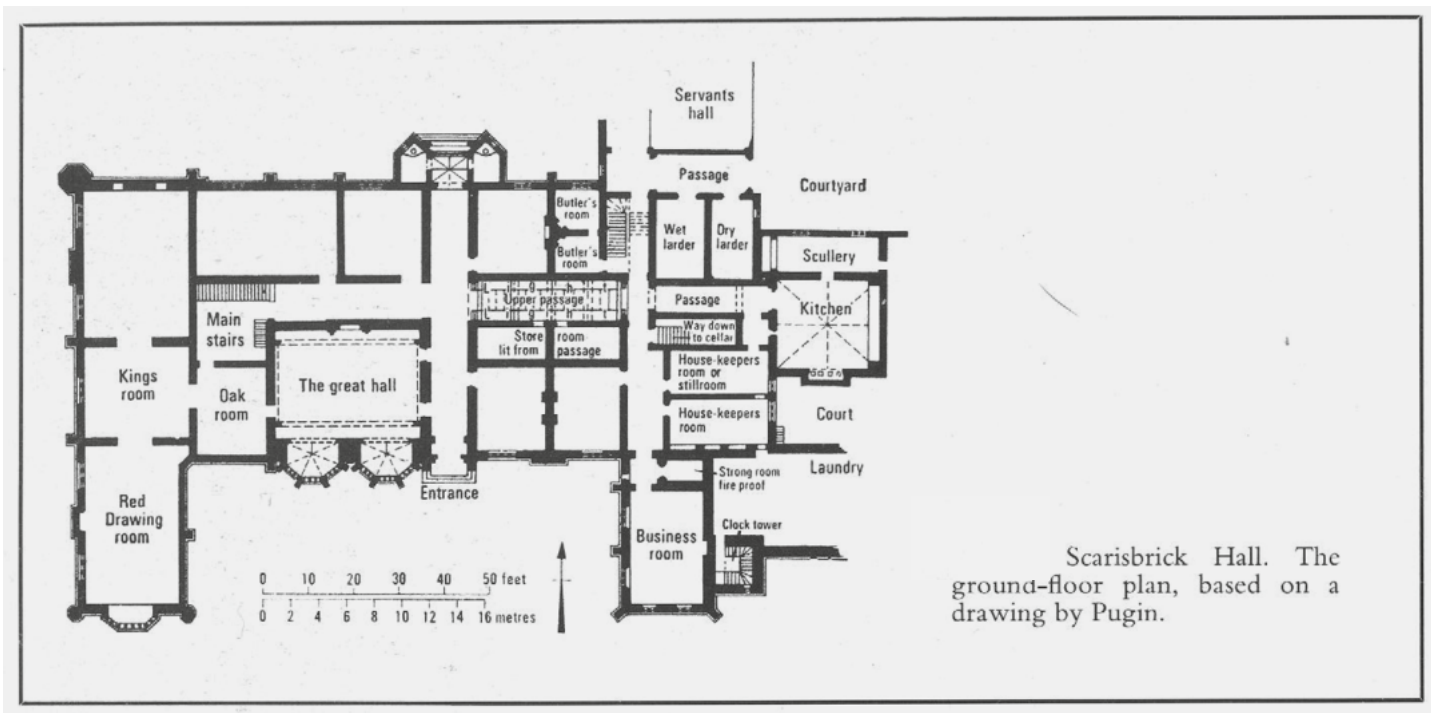 Servants
hall
Passage
Courtyard
Butler's
room
Butler's
room
Wet
larder
Dry
larder
Scullery
Upper passage
L i g h t
L i g h t
Passage
Kitchen
Main
stairs
Store room
lit from passage
Way down
to cellar
The great hall
Kings
room
Oak
room
House-keepers
room or
stillroom
House-keepers
room
Court
Laundry
Strong room
fire proof
Entrance
Red
Drawing
room
Business
room
Clock tower
0 10 20 30 40 50 feet
0 2 4 6 8 10 12 14 16 metres
Scarisbrick Hall. The
ground-floor plan, based on a
drawing by Pugin.